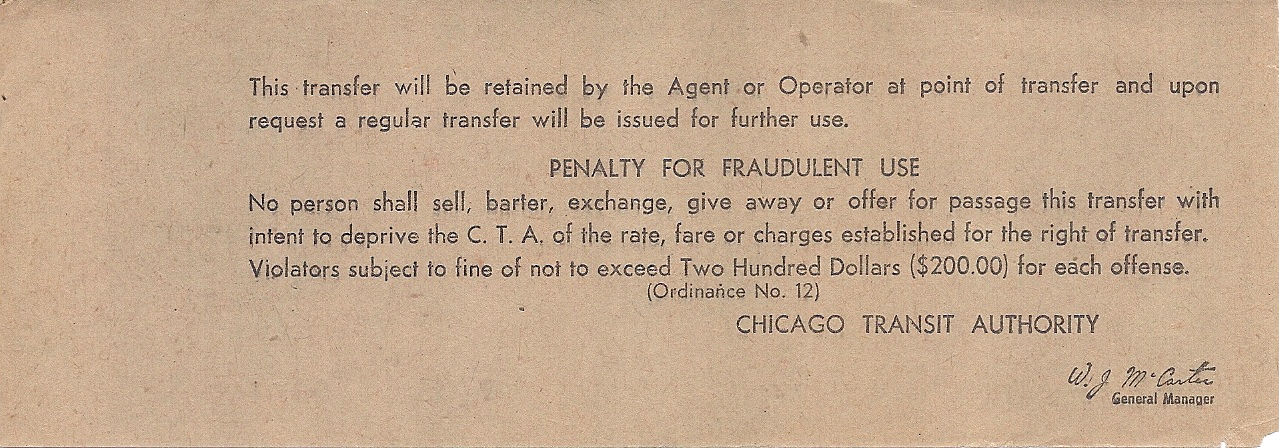 This transfer will be retained by the Agent or Operator at point of transfer and upon
request a regular transfer will be issued for further use.
PENALTY FOR FRAUDULENT USE
No person shall sell, barter, exchange, give away or offer for passage this transfer with
intent to deprive the C. T. A. of the rate, fare or charges established for the right of transfer.
Violators subject to fine of not to exceed Two Hundred Dollars ($200.00) for each offense.
(Ordinance No. 12)
CHICAGO TRANSIT AUTHORITY
W. J. McCarter
General Manager